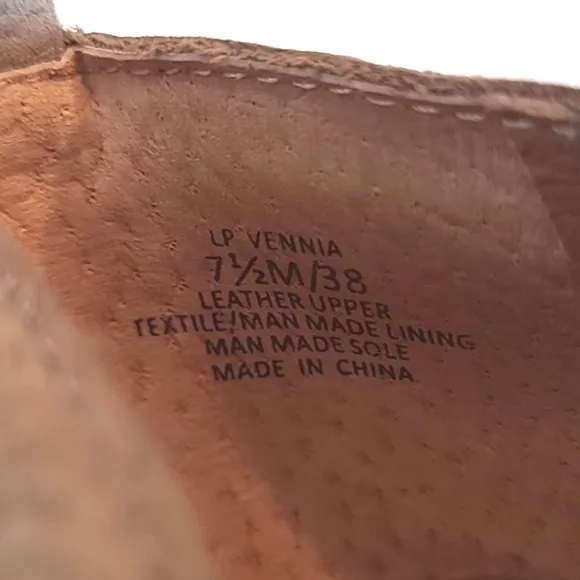 LP VENNIA
7½M/38
LEATHER UPPER
TEXTILE/MAN MADE LINING
MAN MADE SOLE
MADE IN CHINA